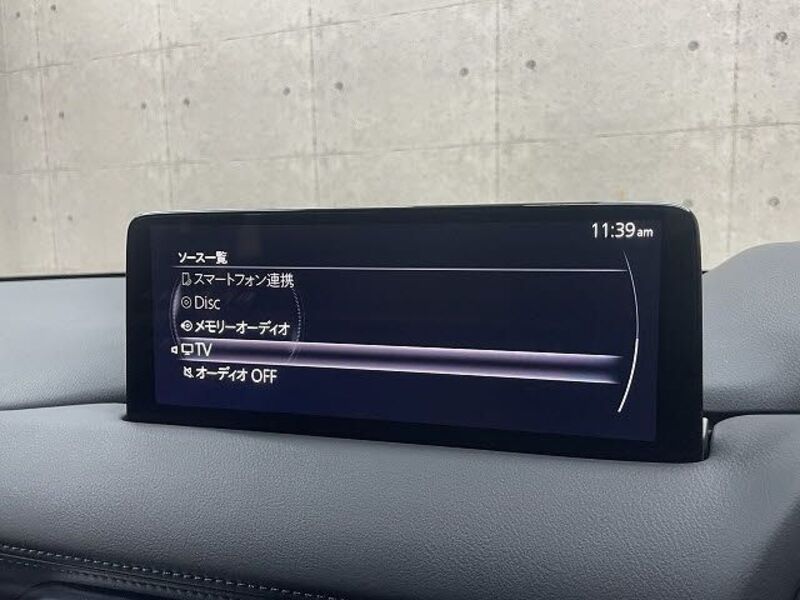 11:39am
ソース一覧
スマートフォン連携
Disc
メモリーオーディオ
TV
オーディオ OFF